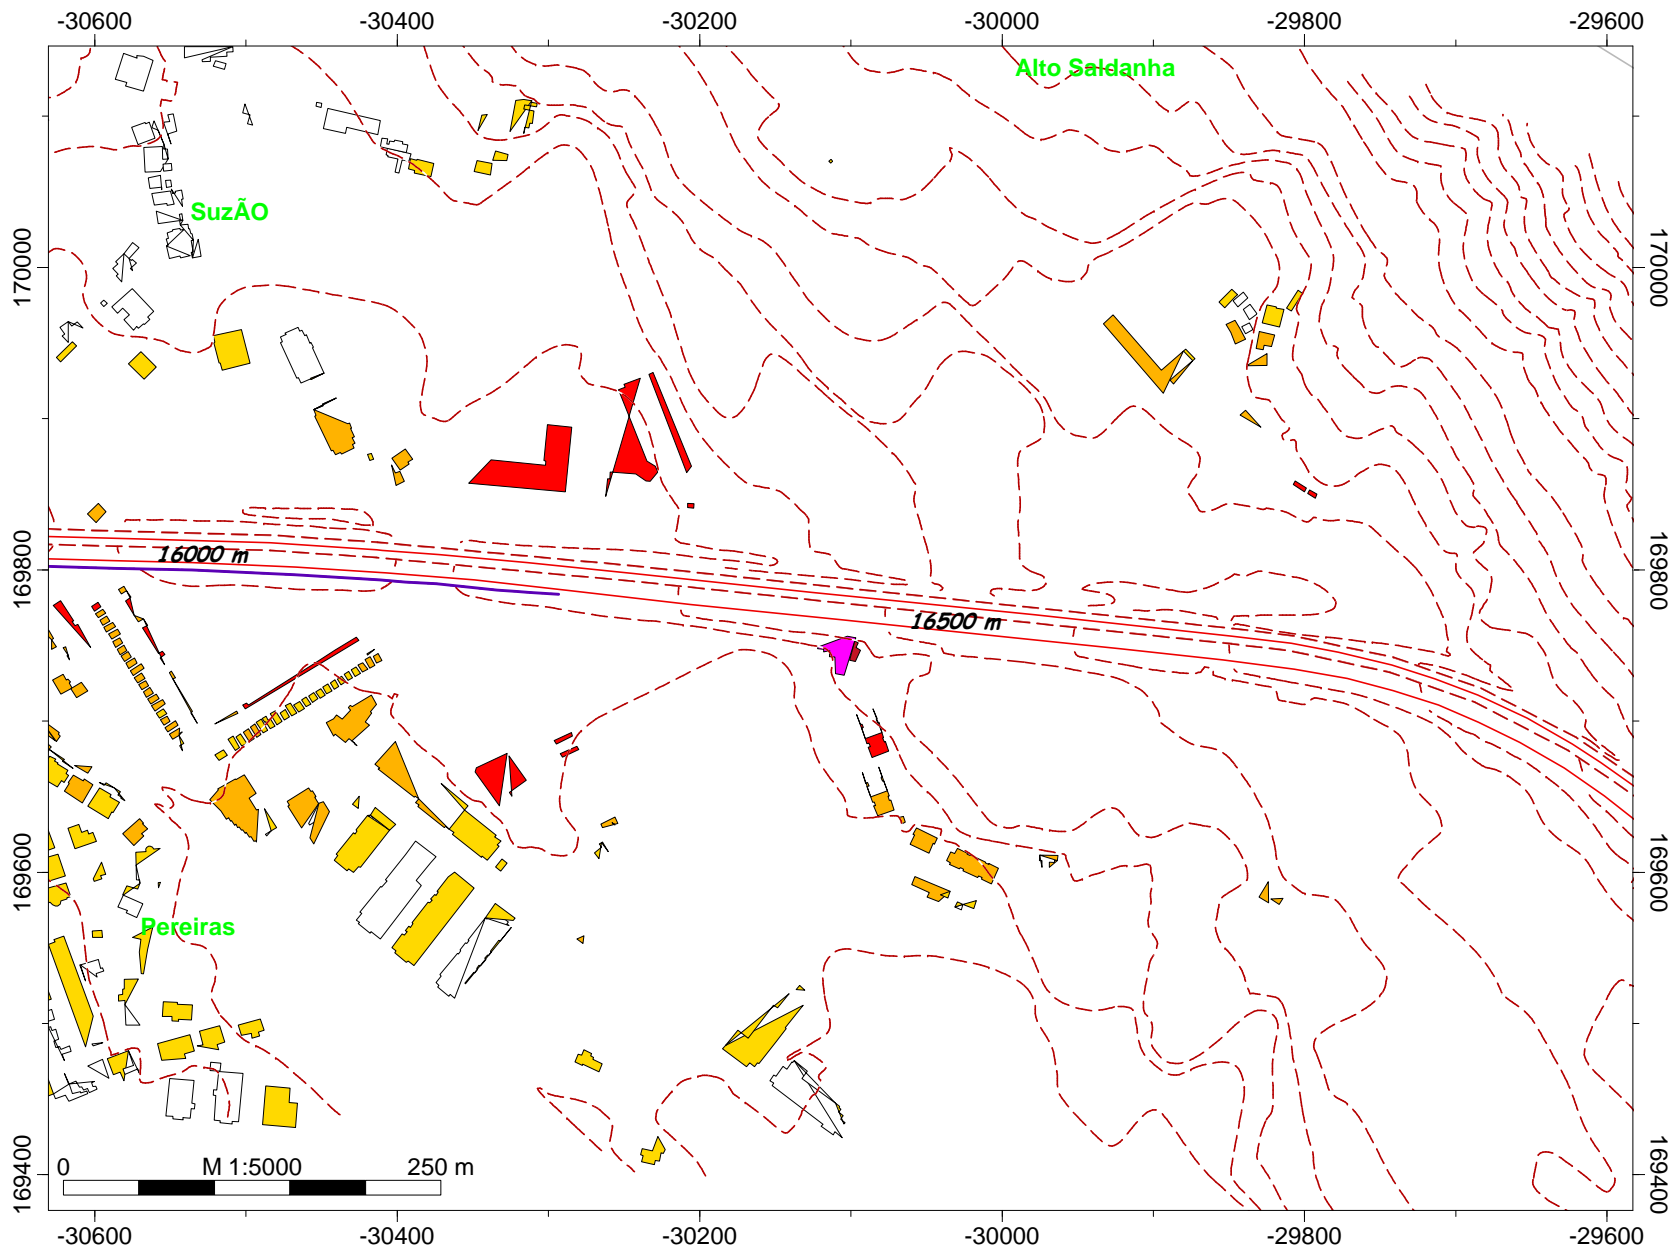 -30600 -30400 -30200 -30000 -29800 -29600
Alto Saldanha
SuzÃO
170000 170000
16000 m
169800 169800
16500 m
169600 169600
Pereiras
0 M 1:5000 250 m
169400 169400
-30600 -30400 -30200 -30000 -29800 -29600